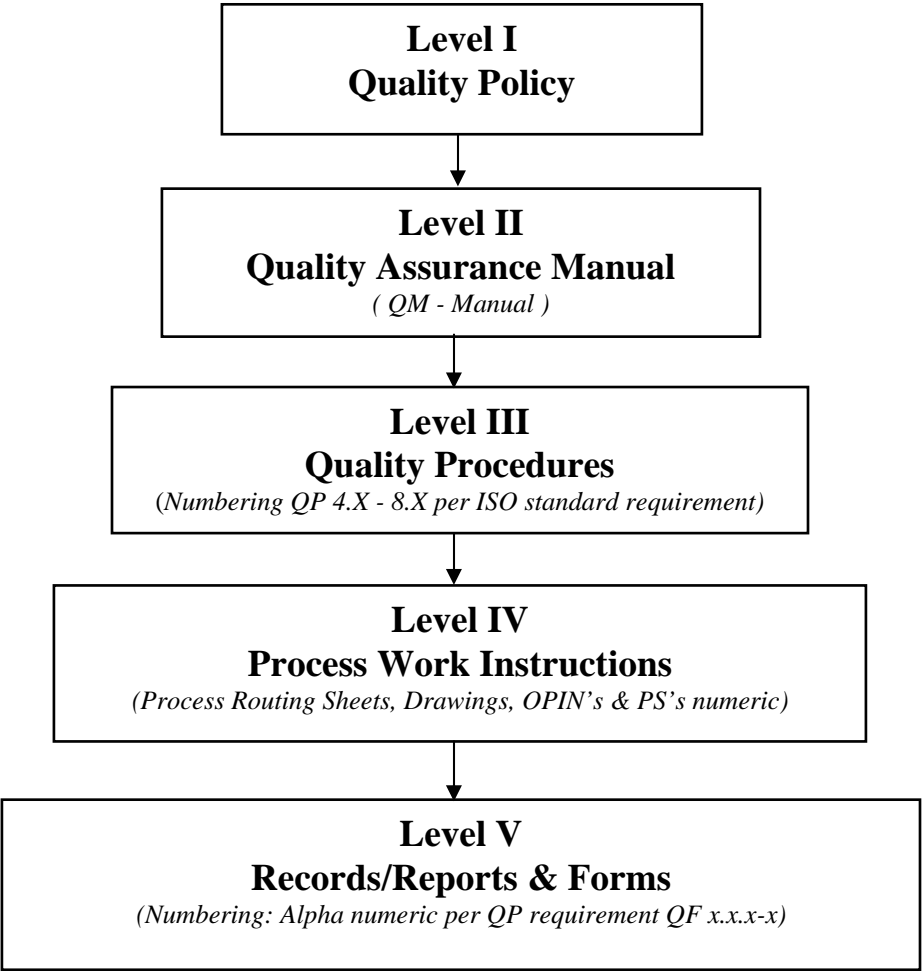 Level I
Quality Policy
Level II
Quality Assurance Manual
( QM - Manual )
Level III
Quality Procedures
(Numbering QP 4.X - 8.X per ISO standard requirement)
Level IV
Process Work Instructions
(Process Routing Sheets, Drawings, OPIN's & PS's numeric)
Level V
Records/Reports & Forms
(Numbering: Alpha numeric per QP requirement QF x.x.x-x)